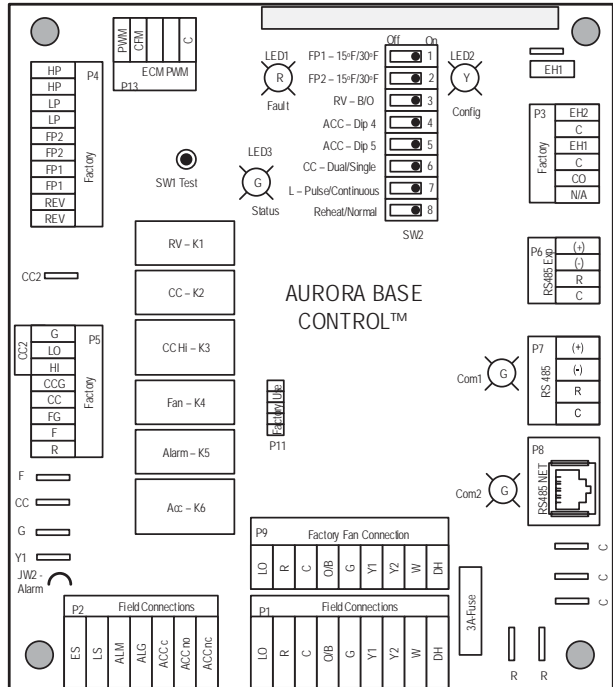 PWM
CFM
C
ECM PWM
P13
LED1
R
Fault
Off
On
FP1 – 15ºF/30ºF
1
FP2 – 15ºF/30ºF
2
RV – B/O
3
ACC – Dip 4
4
ACC – Dip 5
5
CC – Dual/Single
6
L – Pulse/Continuous
7
Reheat/Normal
8
SW2
LED2
Y
Config
EH1
P4
HP
HP
LP
LP
FP2
FP2
FP1
FP1
REV
REV
Factory
SW1 Test
LED3
G
Status
P3
Factory
EH2
C
EH1
C
CO
N/A
CC2
RV – K1
CC – K2
CC Hi – K3
Fan – K4
Alarm – K5
Acc – K6
AURORA BASE
CONTROL™
P6
RS485 Exp
(+)
(-)
R
C
CC2
P5
G
LO
HI
CCG
CC
FG
F
R
Factory
Factory Use
P11
Com1
G
P7
RS 485
(+)
(-)
R
C
Com2
G
P8
RS485 NET
F
CC
G
Y1
JW2 -
Alarm
P9
Factory Fan Connection
LO
R
C
O/B
G
Y1
Y2
W
DH
3A-Fuse
C
C
C
P2
Field Connections
ES
LS
ALM
ALG
ACC c
ACC no
ACC nc
P1
Field Connections
LO
R
C
O/B
G
Y1
Y2
W
DH
R
R